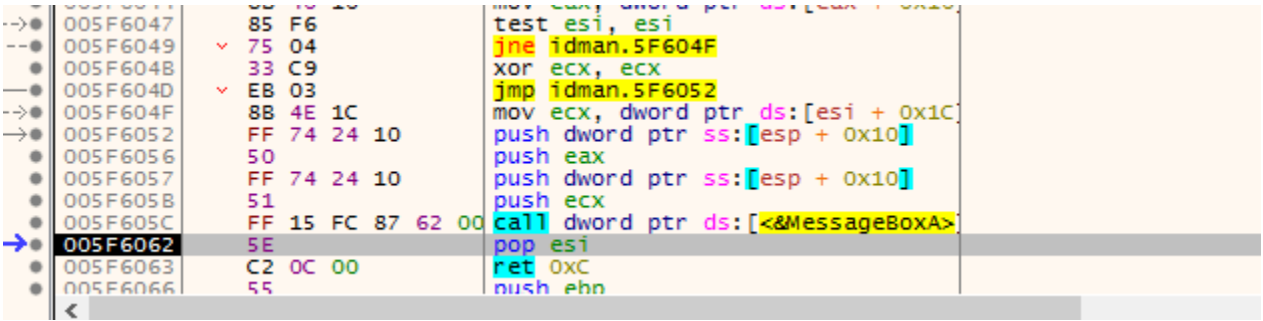 005F6047 85 F6 test esi, esi
005F6049 75 04 jne idman.5F604F
005F604B 33 C9 xor ecx, ecx
005F604D EB 03 jmp idman.5F6052
005F604F 8B 4E 1C mov ecx, dword ptr ds:[esi + 0x1C]
005F6052 FF 74 24 10 push dword ptr ss:[esp + 0x10]
005F6056 50 push eax
005F6057 FF 74 24 10 push dword ptr ss:[esp + 0x10]
005F605B 51 push ecx
005F605C FF 15 FC 87 62 00 call dword ptr ds:[<&MessageBoxA>]
005F6062 5E pop esi
005F6063 C2 0C 00 ret 0xC
005F6066 55 push ebp